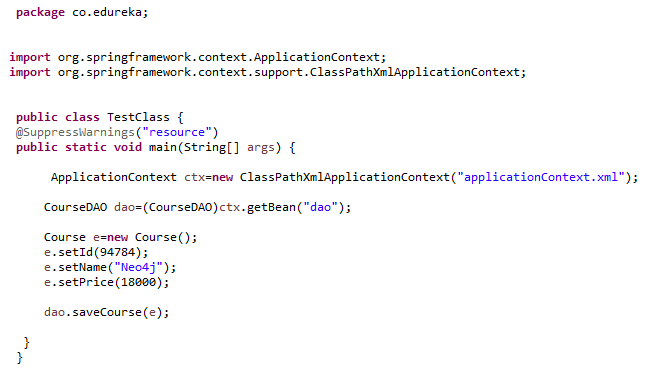 package co.edureka;
import org.springframework.context.ApplicationContext;
import org.springframework.context.support.ClassPathXmlApplicationContext;
public class TestClass {
@SuppressWarnings("resource")
public static void main(String[] args) {
ApplicationContext ctx=new ClassPathXmlApplicationContext("applicationContext.xml");
CourseDAO dao=(CourseDAO)ctx.getBean("dao");
Course e=new Course();
e.setId(94784);
e.setName("Neo4j");
e.setPrice(18000);
dao.saveCourse(e);
}
}